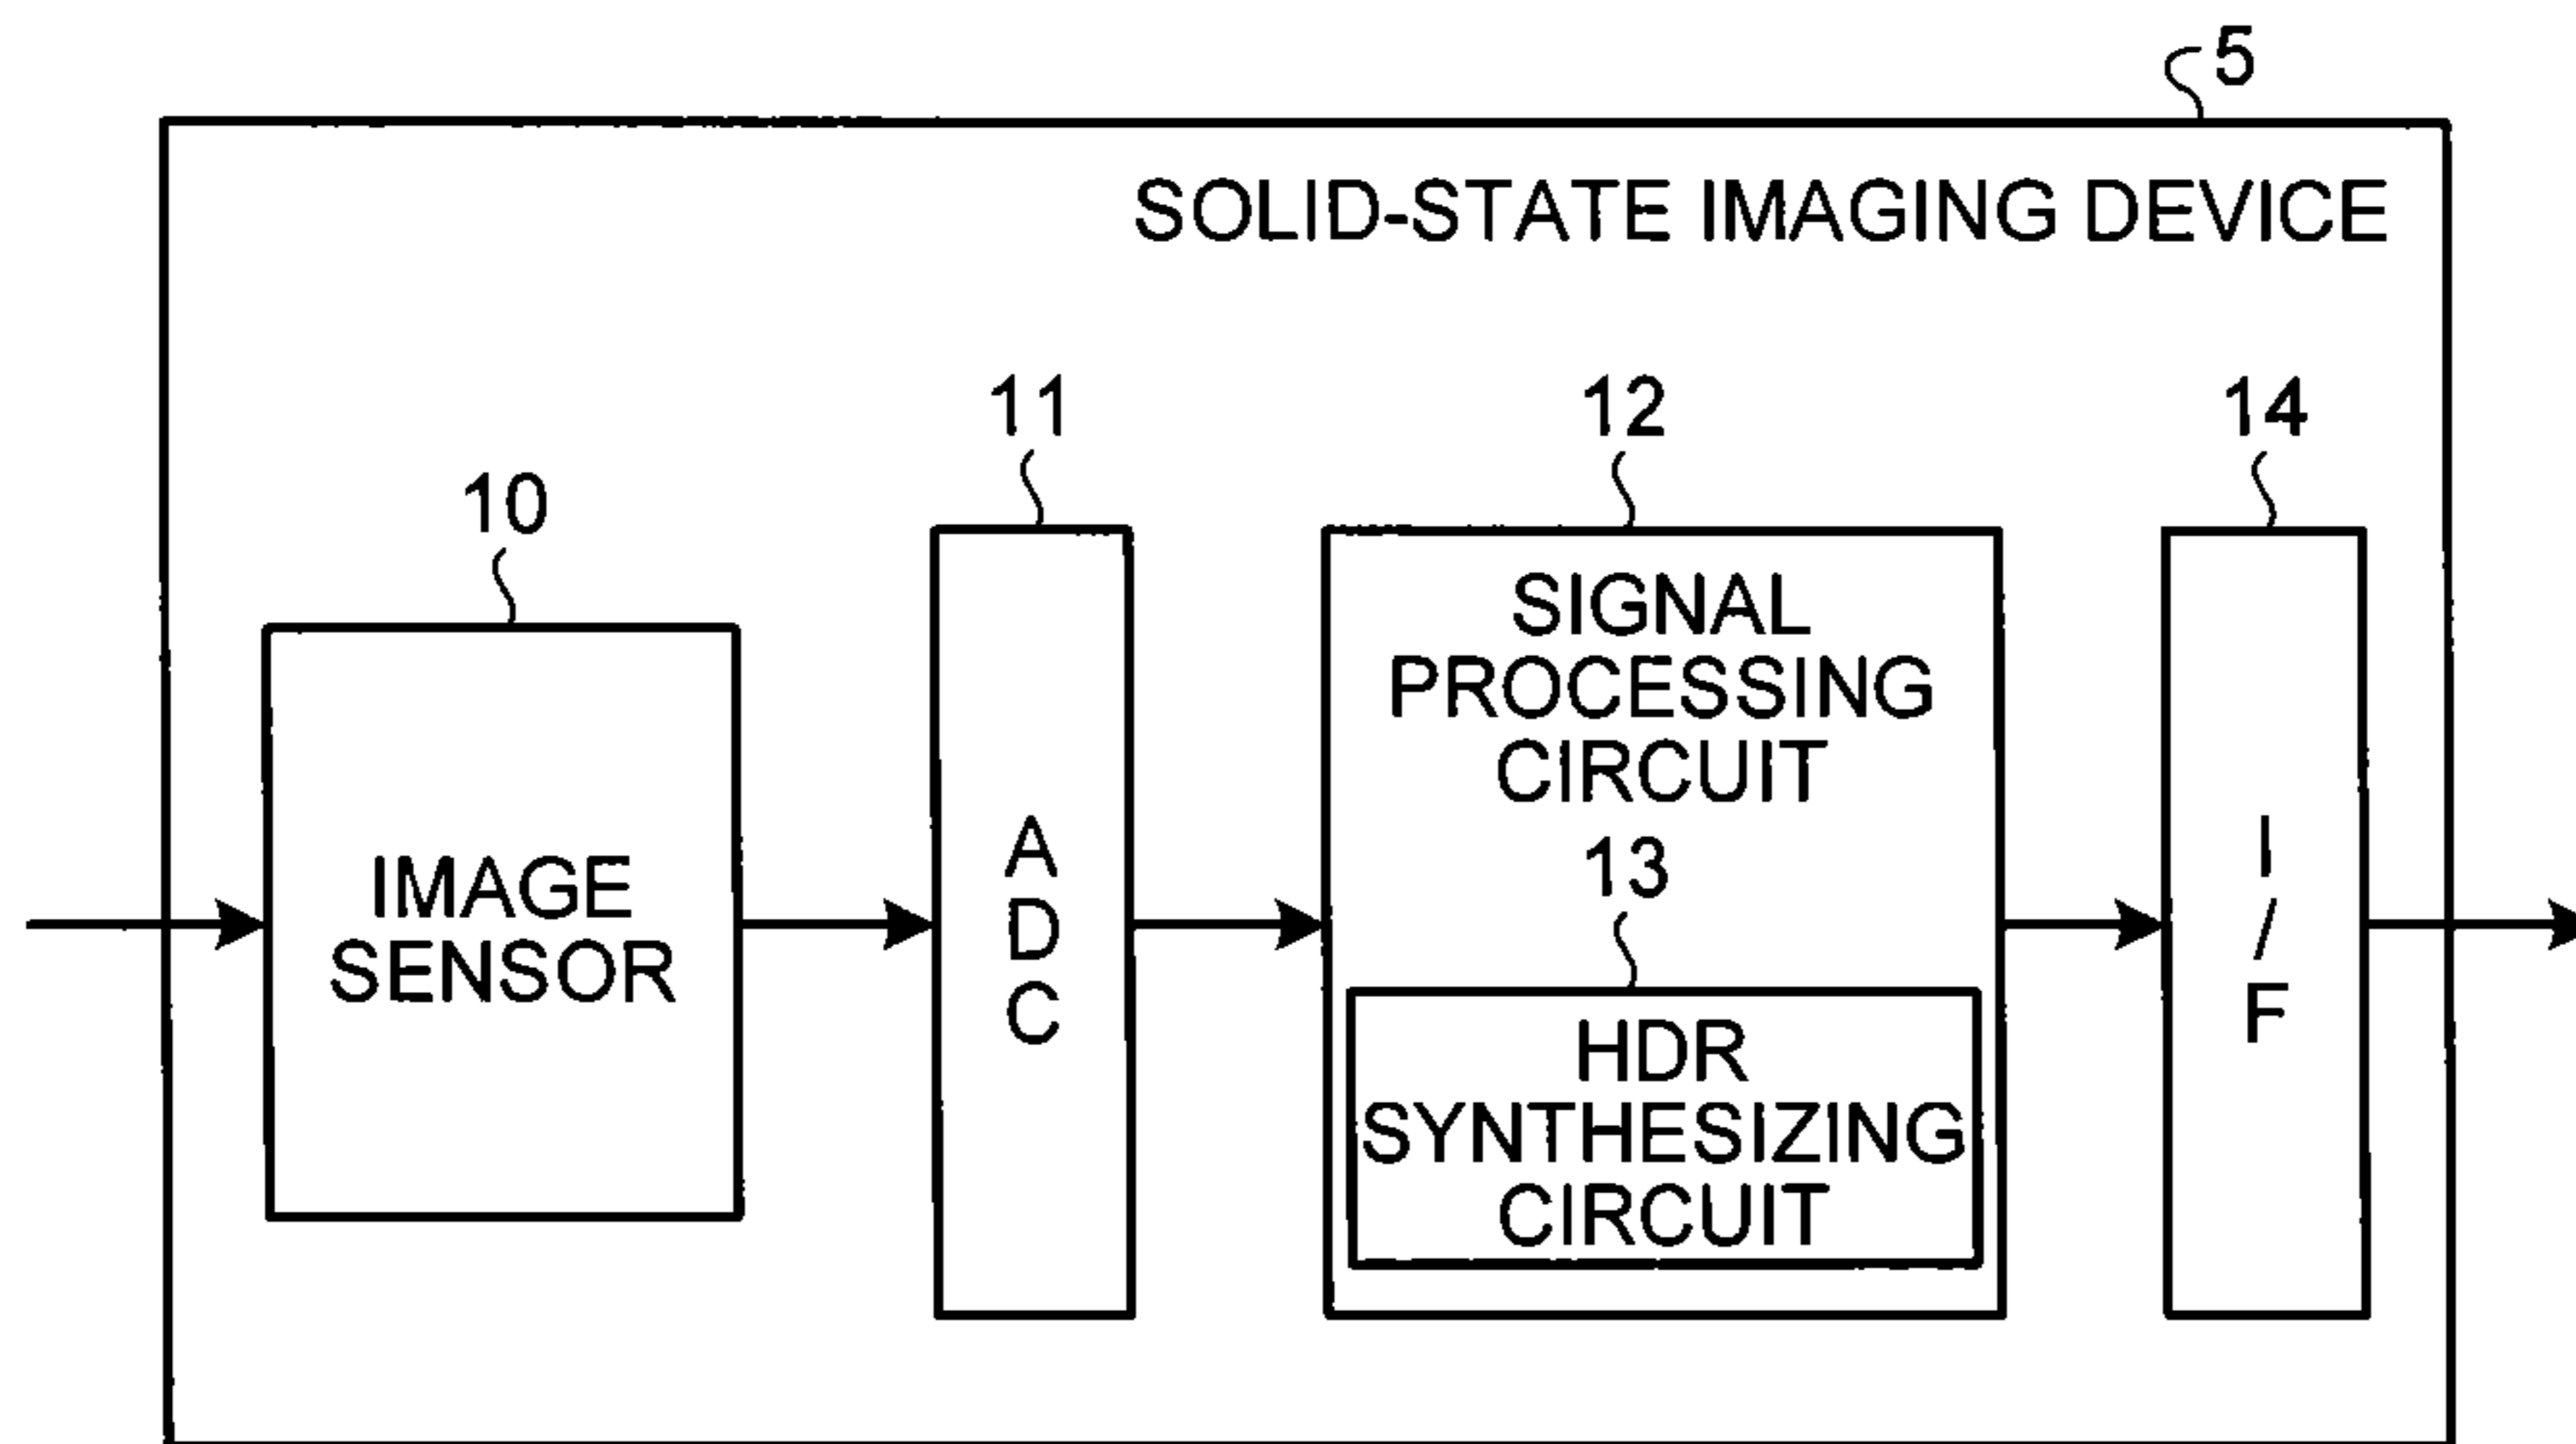 5
SOLID-STATE IMAGING DEVICE
10
IMAGE
SENSOR
11
A
D
C
12
SIGNAL
PROCESSING
CIRCUIT
13
HDR
SYNTHESIZING
CIRCUIT
14
I
/
F